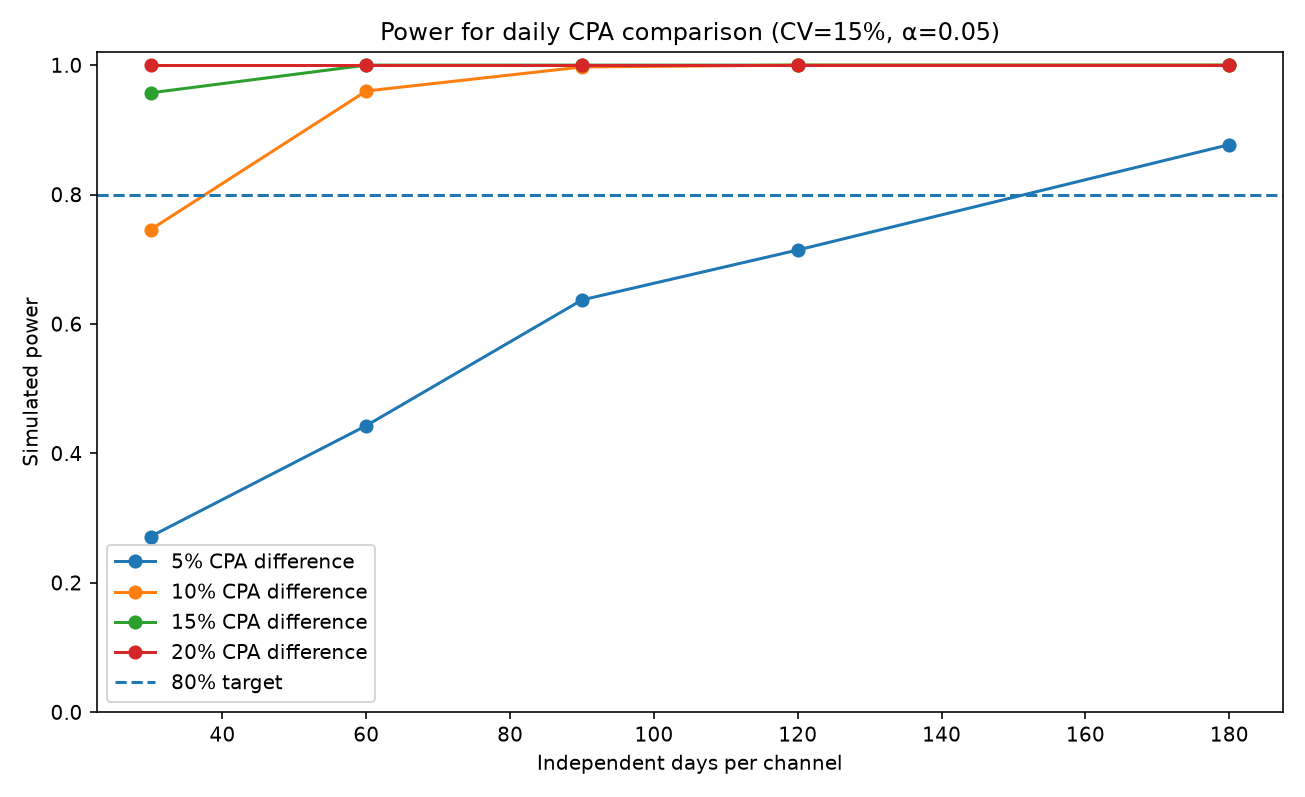 Power for daily CPA comparison (CV=15%, α=0.05)
Simulated power
1.0
0.8
0.6
0.4
0.2
0.0
5% CPA difference
10% CPA difference
15% CPA difference
20% CPA difference
80% target
40 60 80 100 120 140 160 180
Independent days per channel